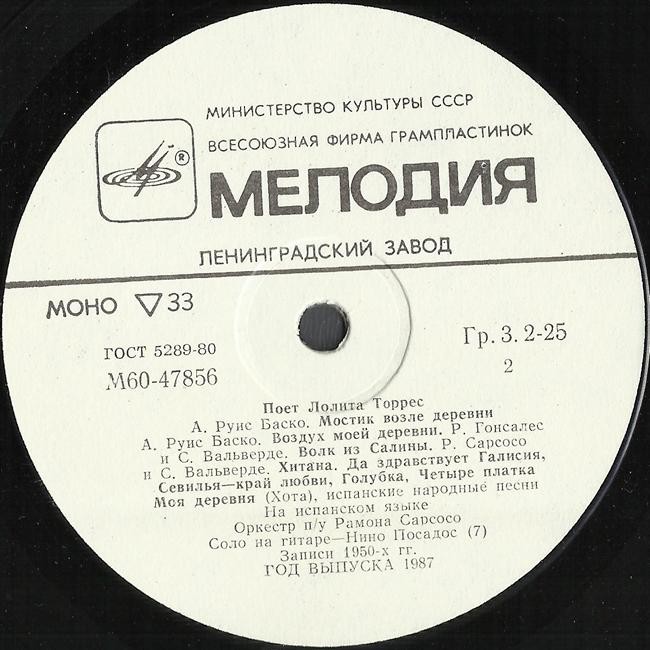 МИНИСТЕРСТВО КУЛЬТУРЫ СССР
ВСЕСОЮЗНАЯ ФИРМА ГРАМПЛАСТИНОК
®
МЕЛОДИЯ
ЛЕНИНГРАДСКИЙ ЗАВОД
МОНО ▽33
ГОСТ 5289-80
М60-47856
Гр. 3. 2-25
2
Поет Лолита Торрес
А. Руис Баско. Мостик возле деревни
А. Руис Баско. Воздух моей деревни. Р. Гонсалес
и С. Вальверде. Волк из Салины. Р. Сарсосо
и С. Вальверде. Хитана. Да здравствует Галисия,
Севилья—край любви, Голубка, Четыре платка
Моя деревня (Хота), испанские народные песни
На испанском языке
Оркестр п/у Рамона Сарсосо
Соло на гитаре—Нино Посадос (7)
Записи 1950-х гг.
ГОД ВЫПУСКА 1987